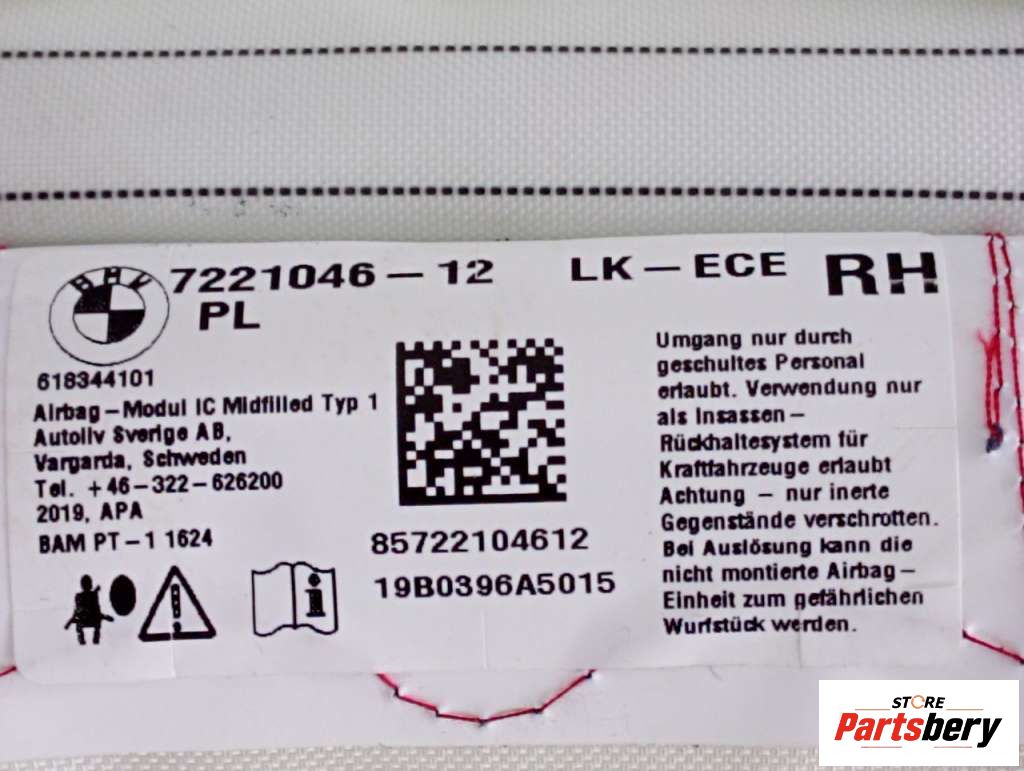 BMW
7221046-12 LK-ECE RH
PL
618344101
Airbag-Modul IC Midfilled Typ 1
Autoliv Sverige AB,
Vargarda, Schweden
Tel. +46-322-626200
2019, APA
BAM PT-1 1624
85722104612
19B0396A5015
Umgang nur durch
geschultes Personal
erlaubt. Verwendung nur
als Insassen-
Rückhaltesystem für
Kraftfahrzeuge erlaubt
Achtung - nur inerte
Gegenstände verschrotten.
Bei Auslösung kann die
nicht montierte Airbag-
Einheit zum gefährlichen
Wurfstück werden.
STORE
Partsbery